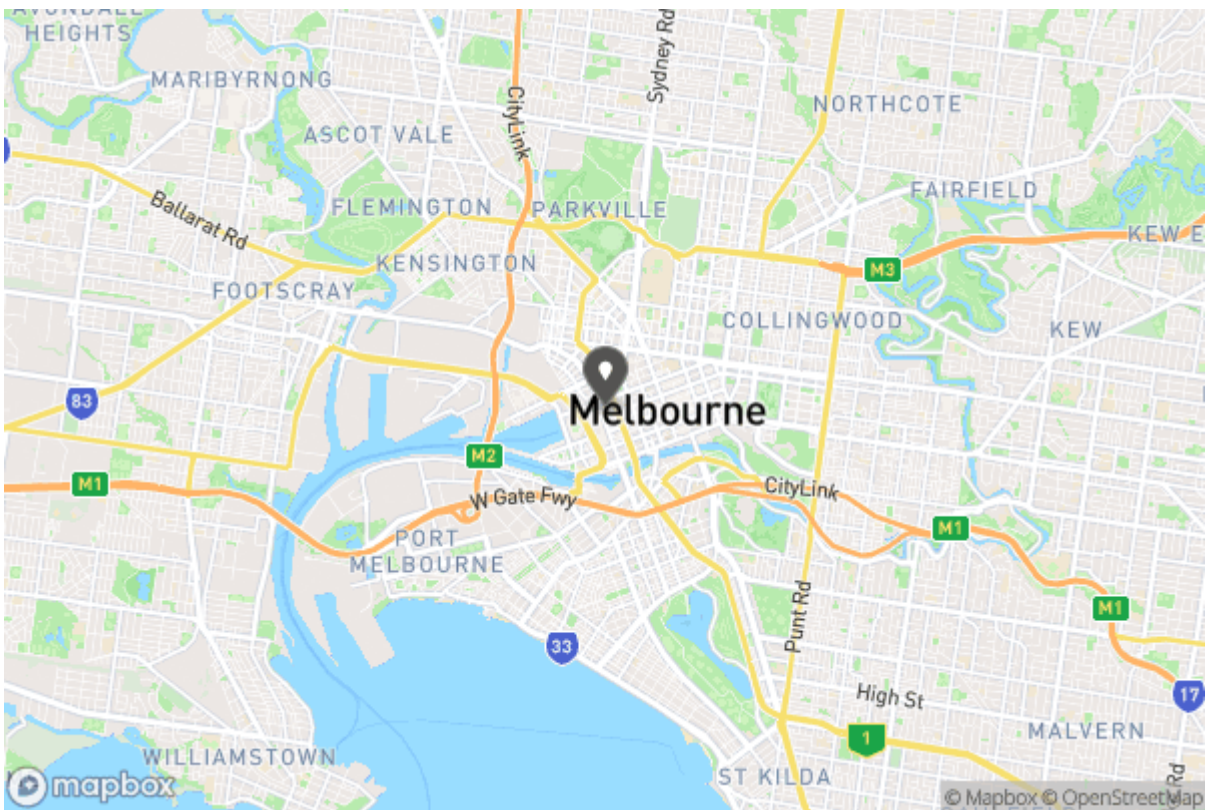 AVONDALE
HEIGHTS
MARIBYRNONG
CityLink
Sydney Rd
NORTHCOTE
ASCOT VALE
FAIRFIELD
Ballarat Rd
FLEMINGTON
PARKVILLE
KEW E
KENSINGTON
M3
FOOTSCRAY
COLLINGWOOD
KEW
83
Melbourne
M2
M1
W Gate Fwy
CityLink
M1
PORT
MELBOURNE
M1
Punt Rd
33
17
High St
1
MALVERN
WILLIAMSTOWN
ST KILDA
Rd
mapbox
© Mapbox © OpenStreetMap